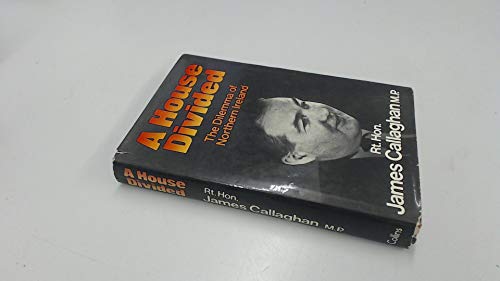 A House
Divided
The Dilemma of
Northern Ireland
Rt. Hon.
James Callaghan M.P.
A House
Divided
Rt. Hon.
James Callaghan M.P.
Collins